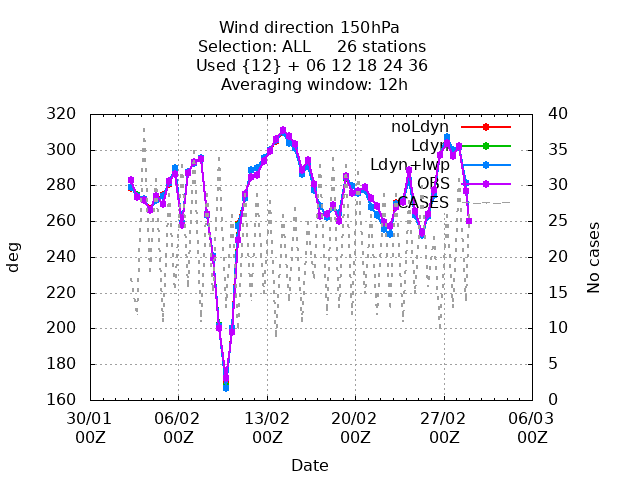 Wind direction 150hPa
Selection: ALL 26 stations
Used {12} + 06 12 18 24 36
Averaging window: 12h
320
300
280
260
240
220
200
180
160
40
35
30
25
20
15
10
5
0
deg
No cases
noLdyn
Ldyn
Ldyn+lwp
OBS
CASES
30/01 06/02 13/02 20/02 27/02 06/03
00Z 00Z 00Z 00Z 00Z 00Z
Date